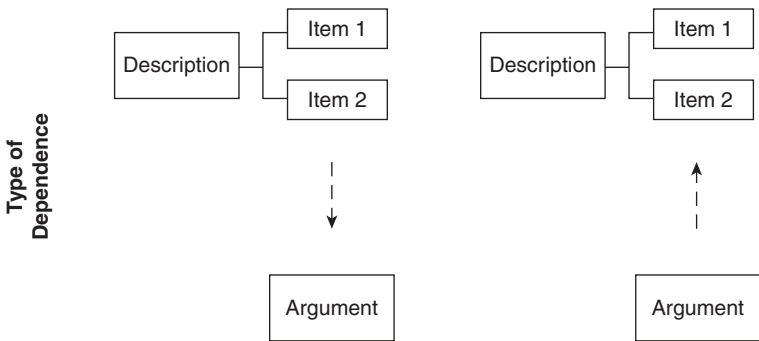 Item 1
Description
Item 2
Item 1
Description
Item 2
Type of
Dependence
Argument
Argument